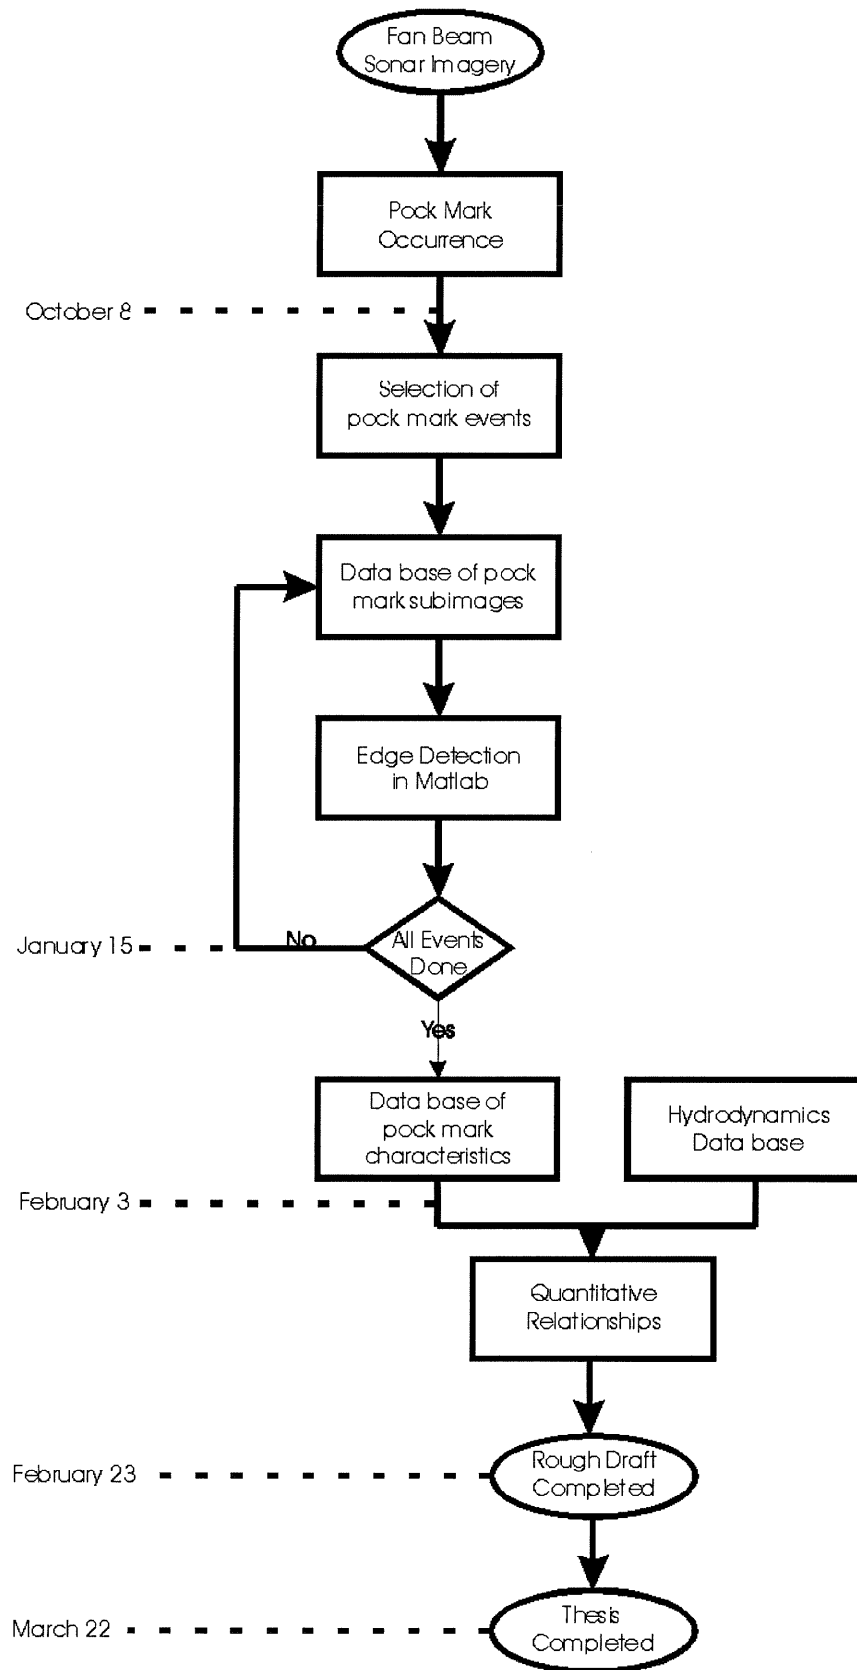 Fan Beam
Sonar Imagery
Pock Mark
Occurrence
October 8
Selection of
pock mark events
Data base of pock
mark subimages
Edge Detection
in Matlab
January 15
No
All Events
Done
Yes
Data base of
pock mark
characteristics
Hydrodynamics
Data base
February 3
Quantitative
Relationships
February 23
Rough Draft
Completed
March 22
Thesis
Completed